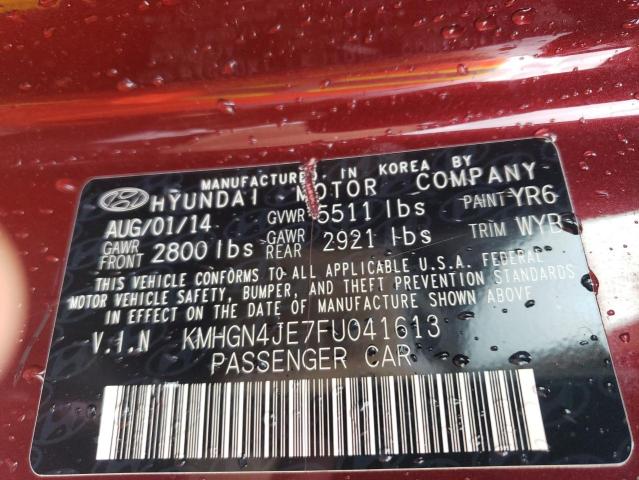 MANUFACTURED IN KOREA BY
HYUNDAI MOTOR COMPANY
AUG/01/14 GVWR 5511 lbs PAINT YR6
GAWR FRONT 2800 lbs GAWR REAR 2921 lbs TRIM WYB
THIS VEHICLE CONFORMS TO ALL APPLICABLE U.S.A. FEDERAL
MOTOR VEHICLE SAFETY, BUMPER, AND THEFT PREVENTION STANDARDS
IN EFFECT ON THE DATE OF MANUFACTURE SHOWN ABOVE
V.I.N KMHGN4JE7FU041613
PASSENGER CAR